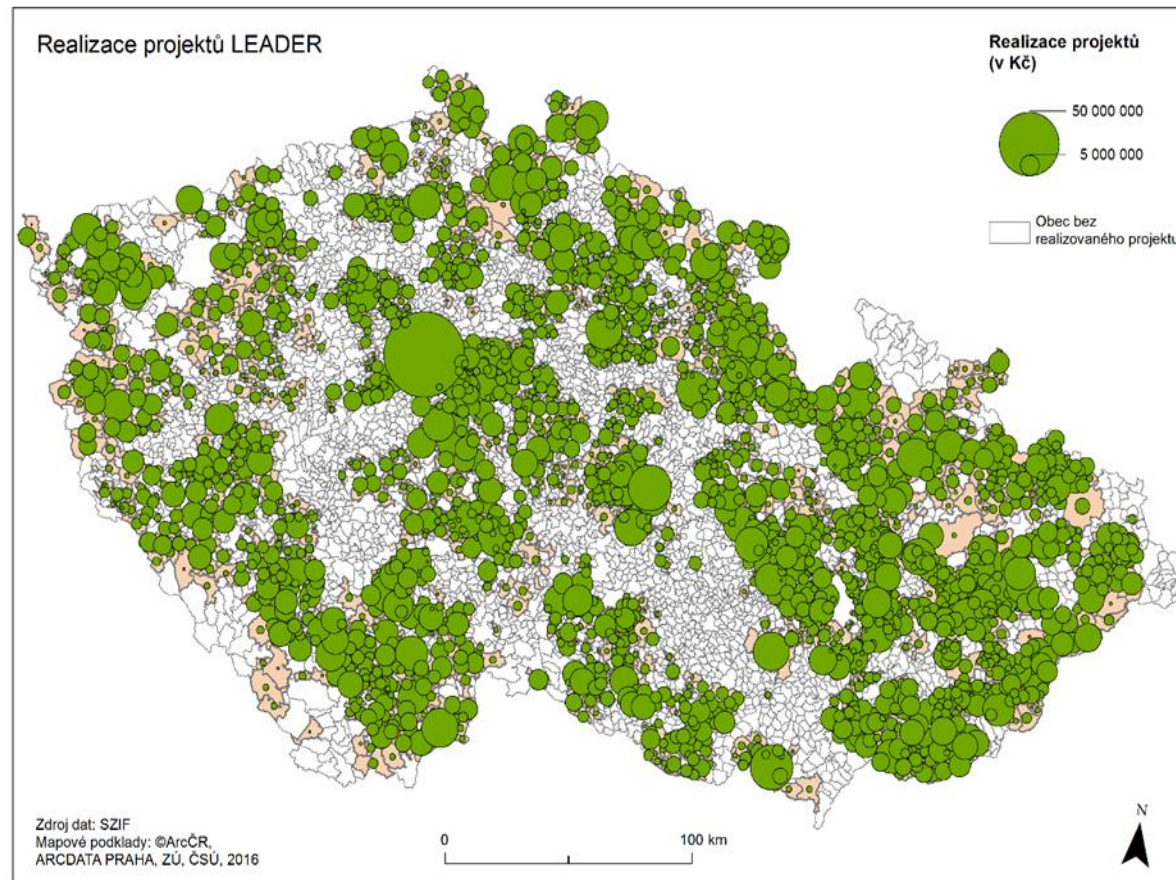 Realizace projektů LEADER
Realizace projektů
(v Kč)
50 000 000
5 000 000
Obec bez
realizovaného projektu
Zdroj dat: SZIF
Mapové podklady: ©ArcČR,
ARCDATA PRAHA, ZÚ, ČSÚ, 2016
0
100 km
N